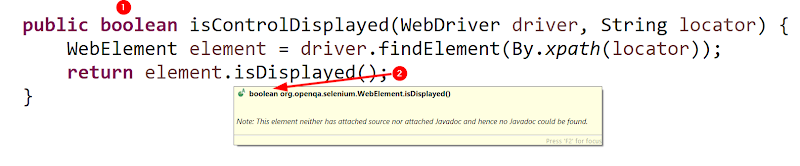 1
public boolean isControlDisplayed(WebDriver driver, String locator) {
WebElement element = driver.findElement(By.xpath(locator));
return element.isDisplayed();
2
}
boolean org.openqa.selenium.WebElement.isDisplayed()
Note: This element neither has attached source nor attached Javadoc and hence no Javadoc could be found.
Press 'F2' for focus